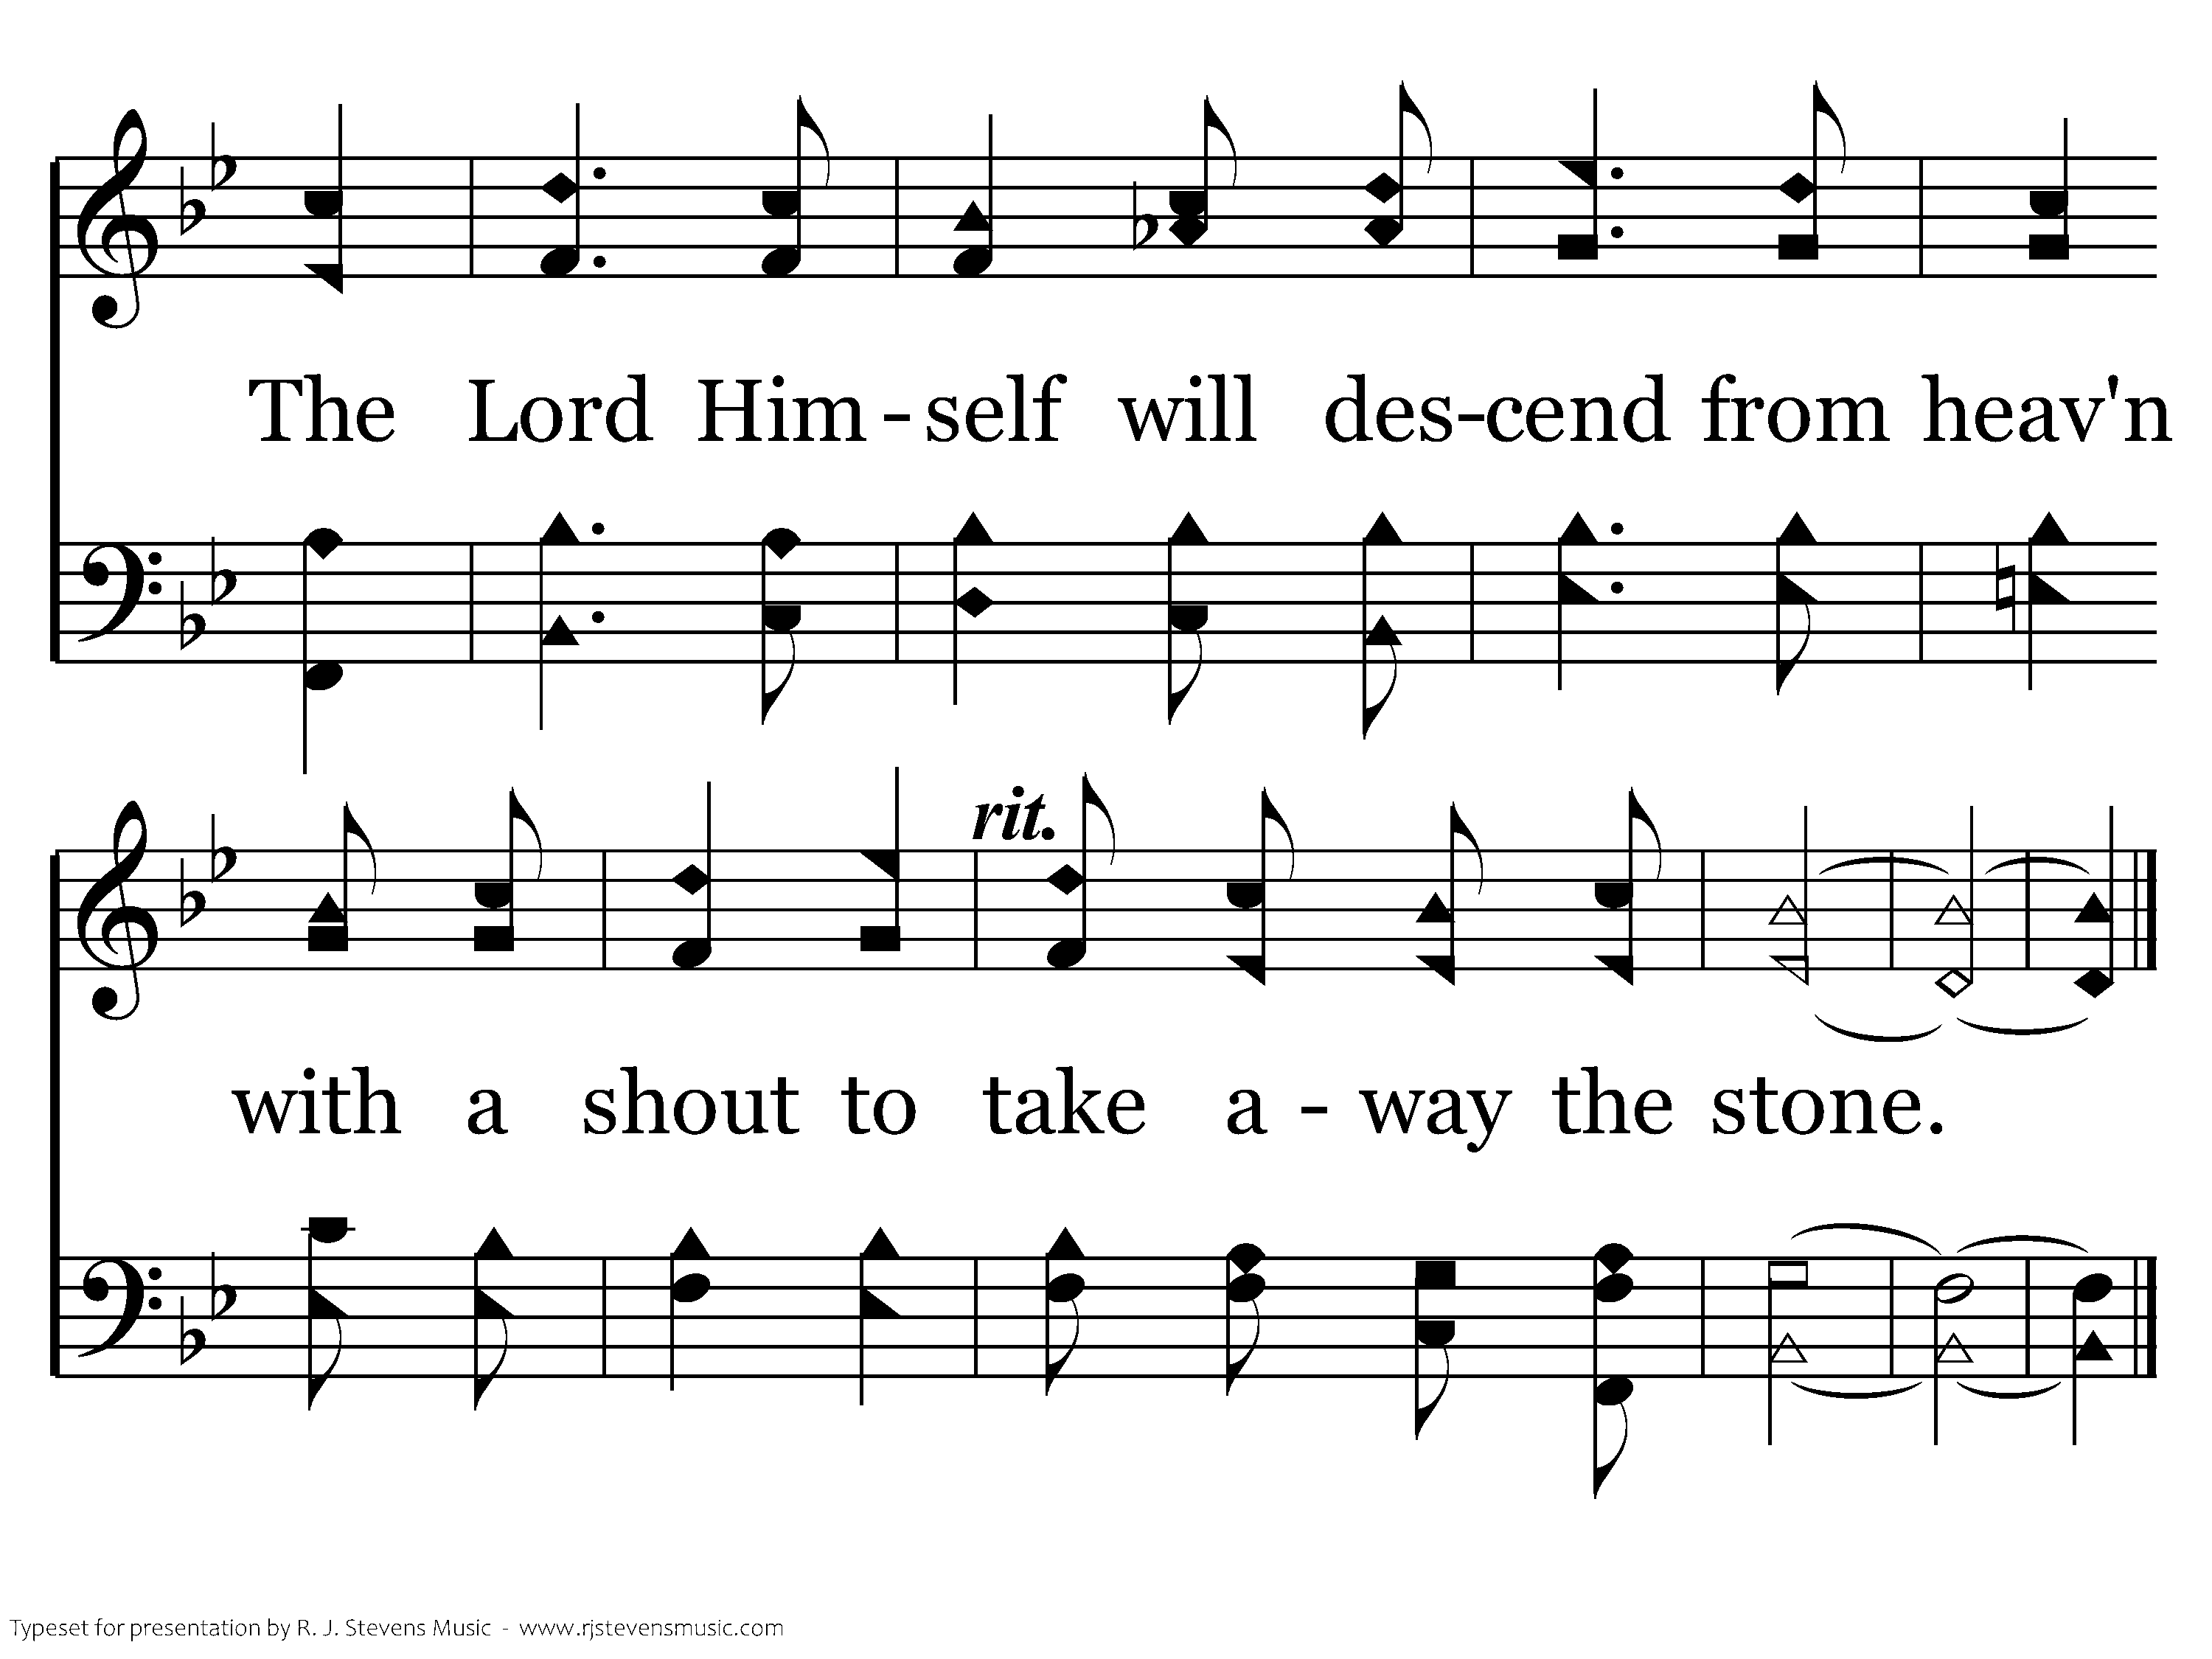 The Lord Him - self will des-cend from heav'n
rit.
with a shout to take a - way the stone.
Typeset for presentation by R. J. Stevens Music - www.rjstevensmusic.com